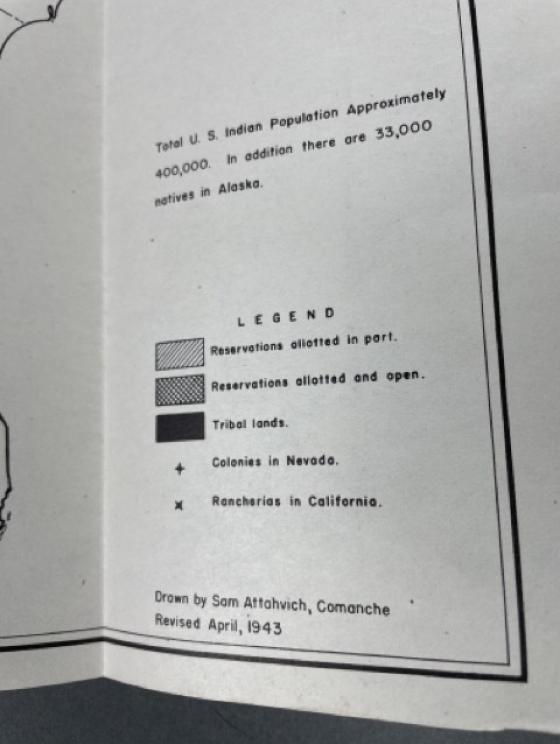 Total U. S. Indian Population Approximately
400,000. In addition there are 33,000
natives in Alaska.
L E G E N D
Reservations allotted in part.
Reservations allotted and open.
Tribal lands.
Colonies in Nevada.
Rancherias in California.
Drawn by Sam Attahvich, Comanche
Revised April, 1943